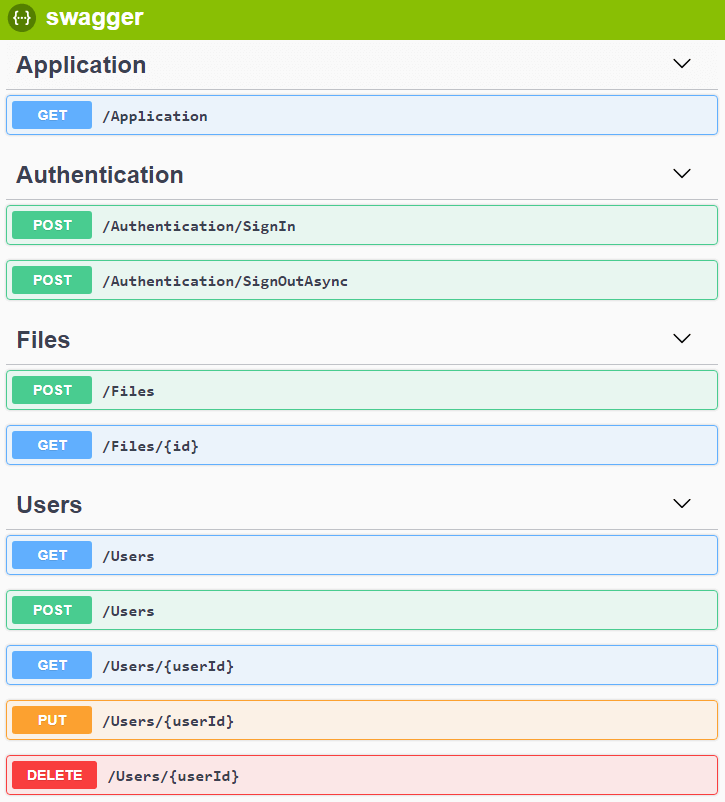 {···} swagger
Application
GET /Application
Authentication
POST /Authentication/SignIn
POST /Authentication/SignOutAsync
Files
POST /Files
GET /Files/{id}
Users
GET /Users
POST /Users
GET /Users/{userId}
PUT /Users/{userId}
DELETE /Users/{userId}